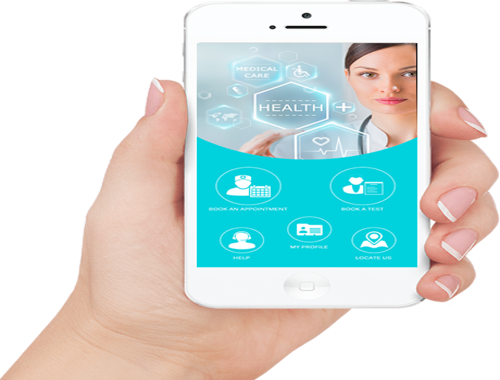 MEDICAL
CARE
HEALTH
BOOK AN APPOINTMENT
BOOK A TEST
MY PROFILE
HELP
LOCATE US